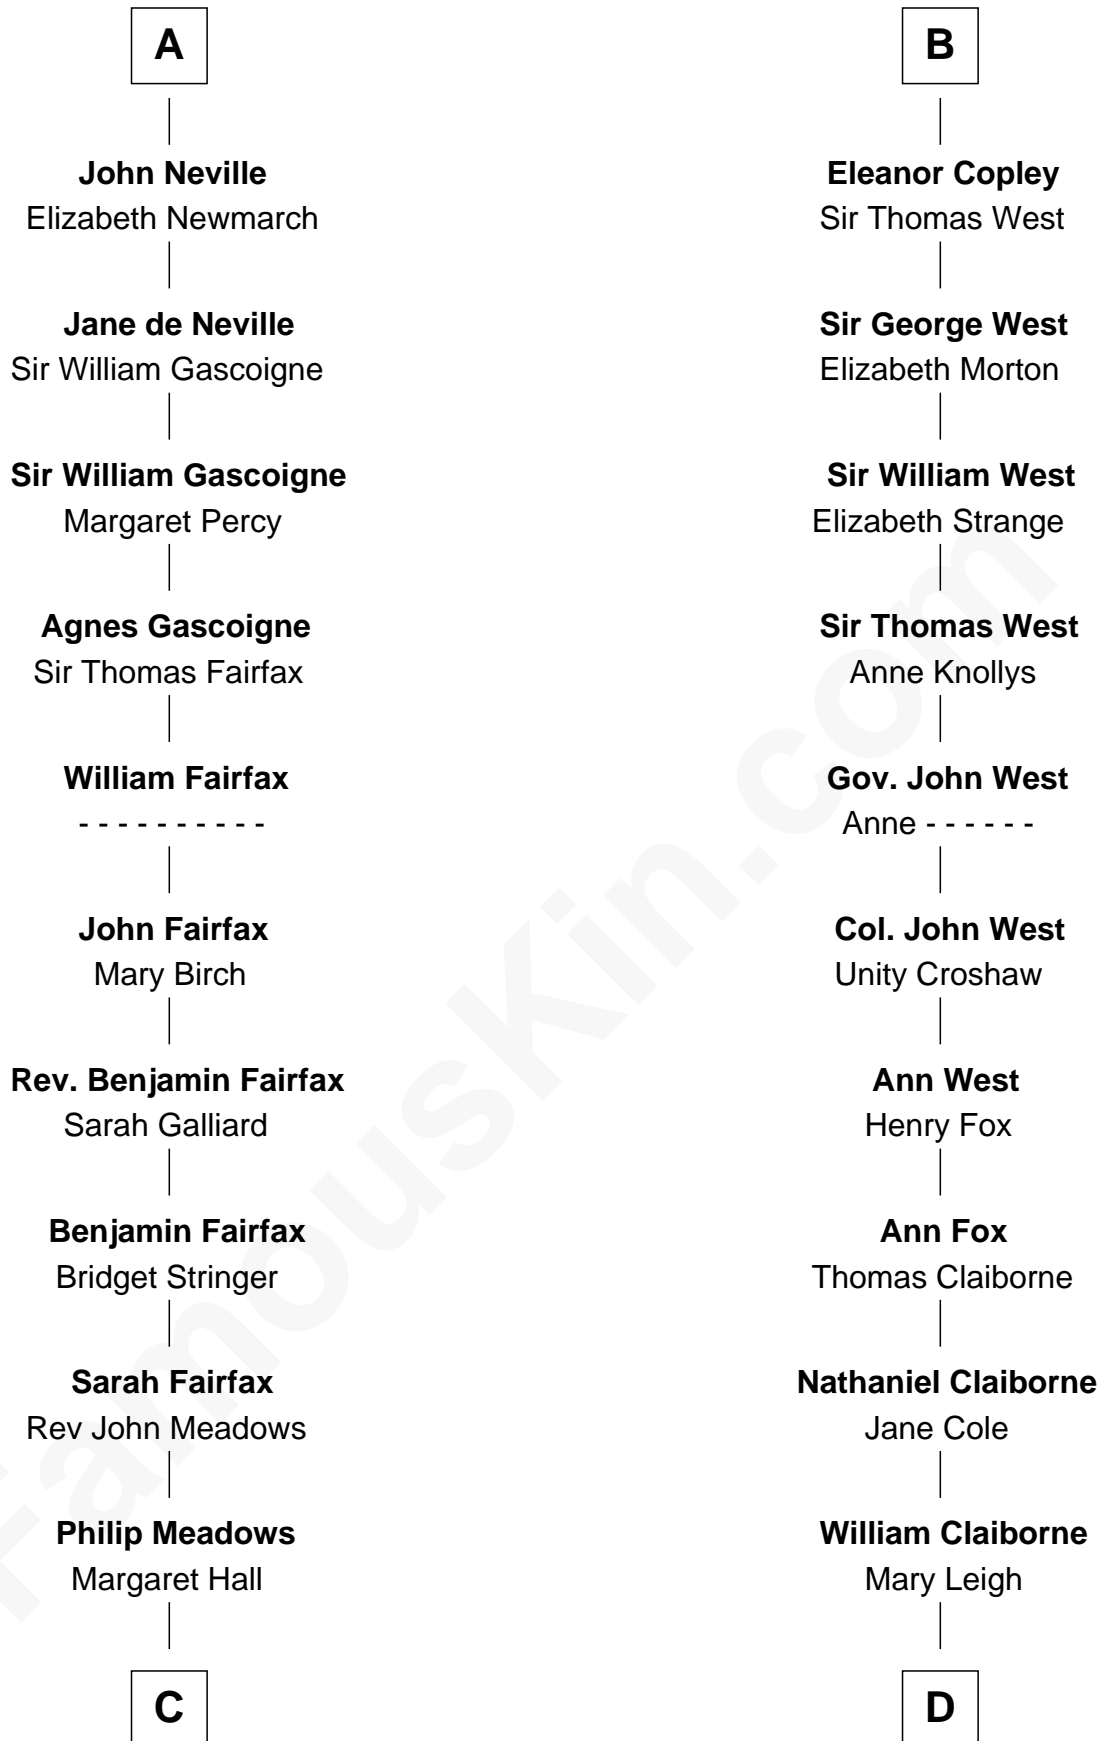 A
John Neville
Elizabeth Newmarch
Jane de Neville
Sir William Gascoigne
Sir William Gascoigne
Margaret Percy
Agnes Gascoigne
Sir Thomas Fairfax
William Fairfax
- - - - - - - - - -
John Fairfax
Mary Birch
Rev. Benjamin Fairfax
Sarah Galliard
Benjamin Fairfax
Bridget Stringer
Sarah Fairfax
Rev John Meadows
Philip Meadows
Margaret Hall
C
B
Eleanor Copley
Sir Thomas West
Sir George West
Elizabeth Morton
Sir William West
Elizabeth Strange
Sir Thomas West
Anne Knollys
Gov. John West
Anne - - - - - -
Col. John West
Unity Croshaw
Ann West
Henry Fox
Ann Fox
Thomas Claiborne
Nathaniel Claiborne
Jane Cole
William Claiborne
Mary Leigh
D
FamousKin.com